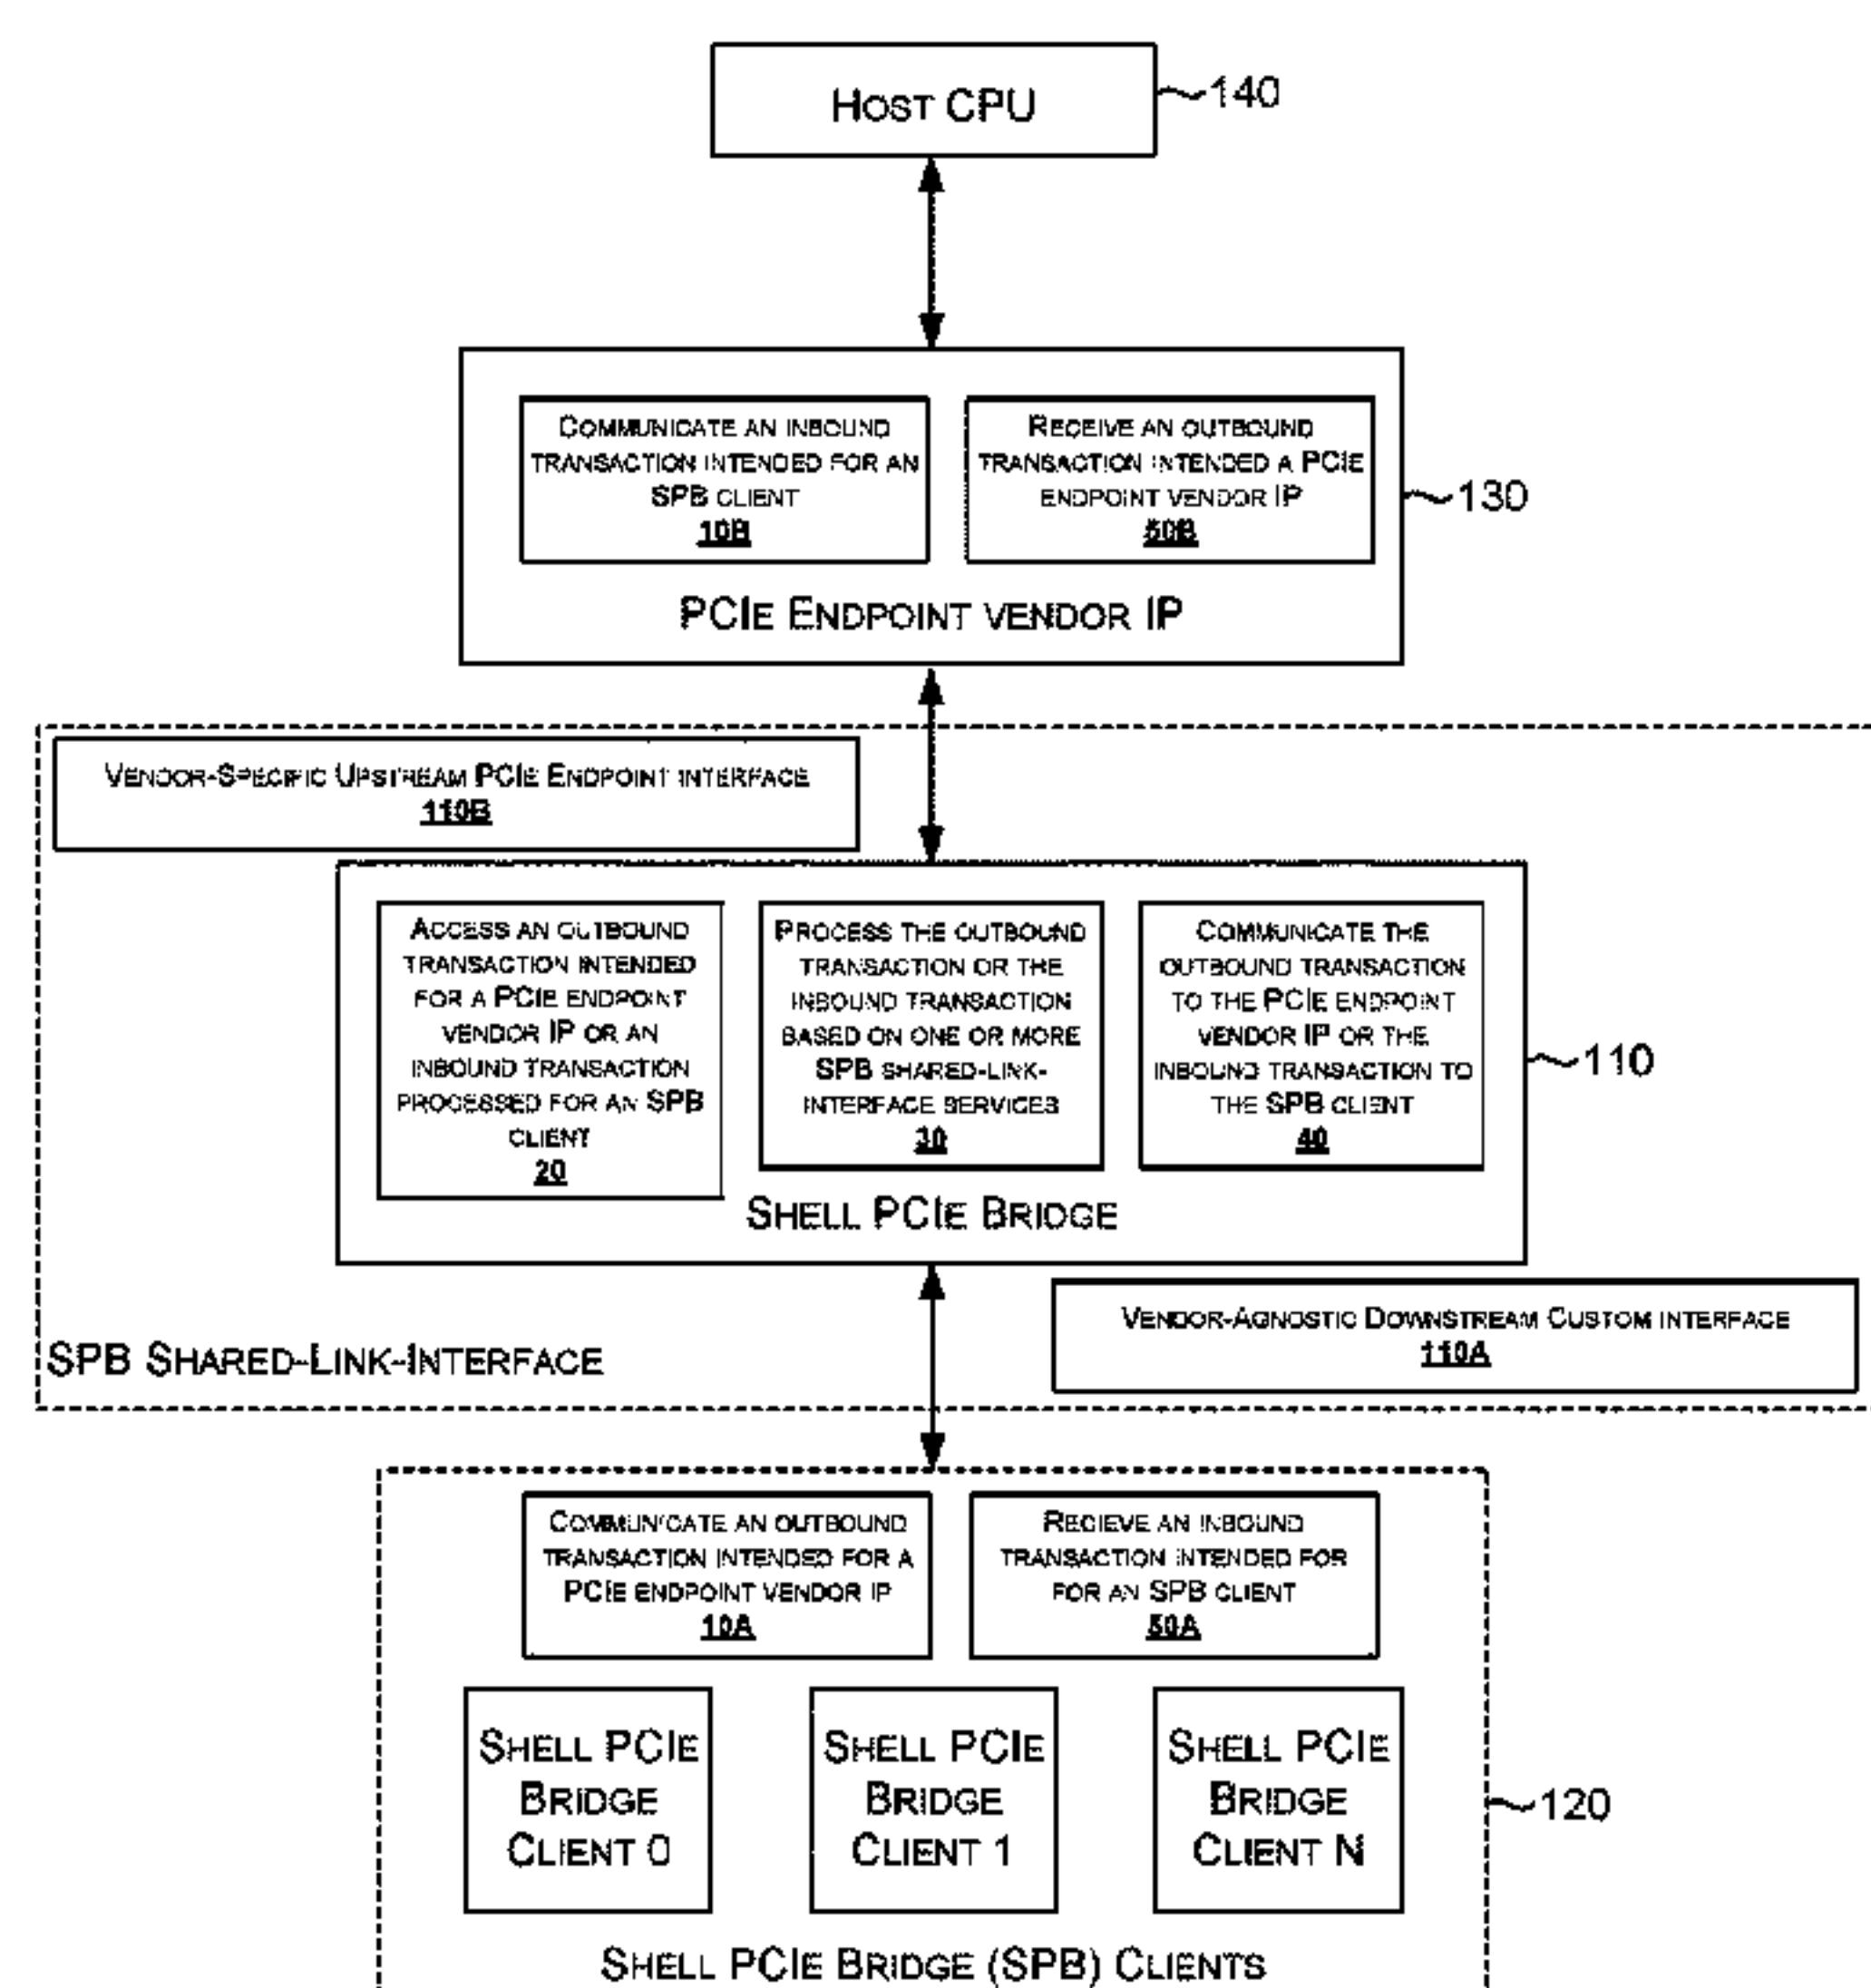 HOST CPU
140
COMMUNICATE AN INBOUND
TRANSACTION INTENDED FOR AN
SPB CLIENT
10B
RECEIVE AN OUTBOUND
TRANSACTION INTENDED A PCIE
ENDPOINT VENDOR IP
50B
130
PCIE ENDPOINT VENDOR IP
VENDOR-SPECIFIC UPSTREAM PCIE ENDPOINT INTERFACE
110B
ACCESS AN OUTBOUND
TRANSACTION INTENDED
FOR A PCIE ENDPOINT
VENDOR IP OR AN
INBOUND TRANSACTION
PROCESSED FOR AN SPB
CLIENT
20
PROCESS THE OUTBOUND
TRANSACTION OR THE
INBOUND TRANSACTION
BASED ON ONE OR MORE
SPB SHARED-LINK-
INTERFACE SERVICES
30
COMMUNICATE THE
OUTBOUND TRANSACTION
TO THE PCIE ENDPOINT
VENDOR IP OR THE
INBOUND TRANSACTION TO
THE SPB CLIENT
40
110
SHELL PCIE BRIDGE
VENDOR-AGNOSTIC DOWNSTREAM CUSTOM INTERFACE
110A
SPB SHARED-LINK-INTERFACE
COMMUNICATE AN OUTBOUND
TRANSACTION INTENDED FOR A
PCIE ENDPOINT VENDOR IP
10A
RECIEVE AN INBOUND
TRANSACTION INTENDED FOR
FOR AN SPB CLIENT
50A
SHELL PCIE
BRIDGE
CLIENT 0
SHELL PCIE
BRIDGE
CLIENT 1
SHELL PCIE
BRIDGE
CLIENT N
120
SHELL PCIE BRIDGE (SPB) CLIENTS